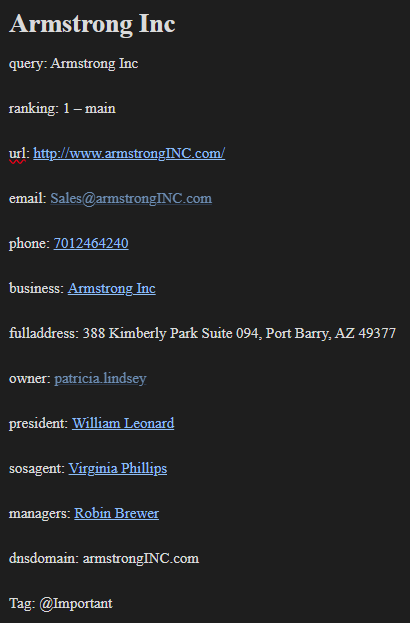 Armstrong Inc
query: Armstrong Inc
ranking: 1 – main
url: http://www.armstrongINC.com/
email: Sales@armstrongINC.com
phone: 7012464240
business: Armstrong Inc
fulladdress: 388 Kimberly Park Suite 094, Port Barry, AZ 49377
owner: patricia.lindsey
president: William Leonard
sosagent: Virginia Phillips
managers: Robin Brewer
dnsdomain: armstrongINC.com
Tag: @Important